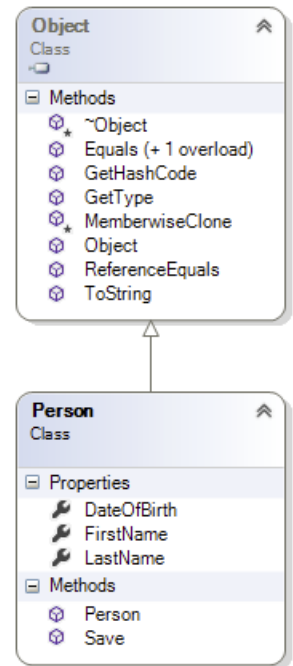 Object
Class
Methods
~Object
Equals (+ 1 overload)
GetHashCode
GetType
MemberwiseClone
Object
ReferenceEquals
ToString
Person
Class
Properties
DateOfBirth
FirstName
LastName
Methods
Person
Save